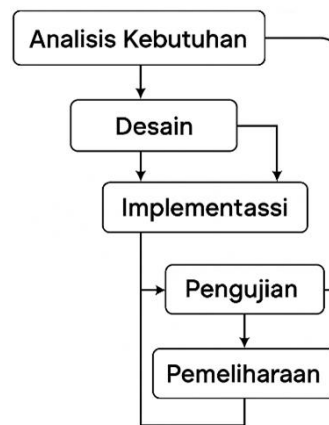 Analisis Kebutuhan
Desain
Implementassi
Pengujian
Pemeliharaan